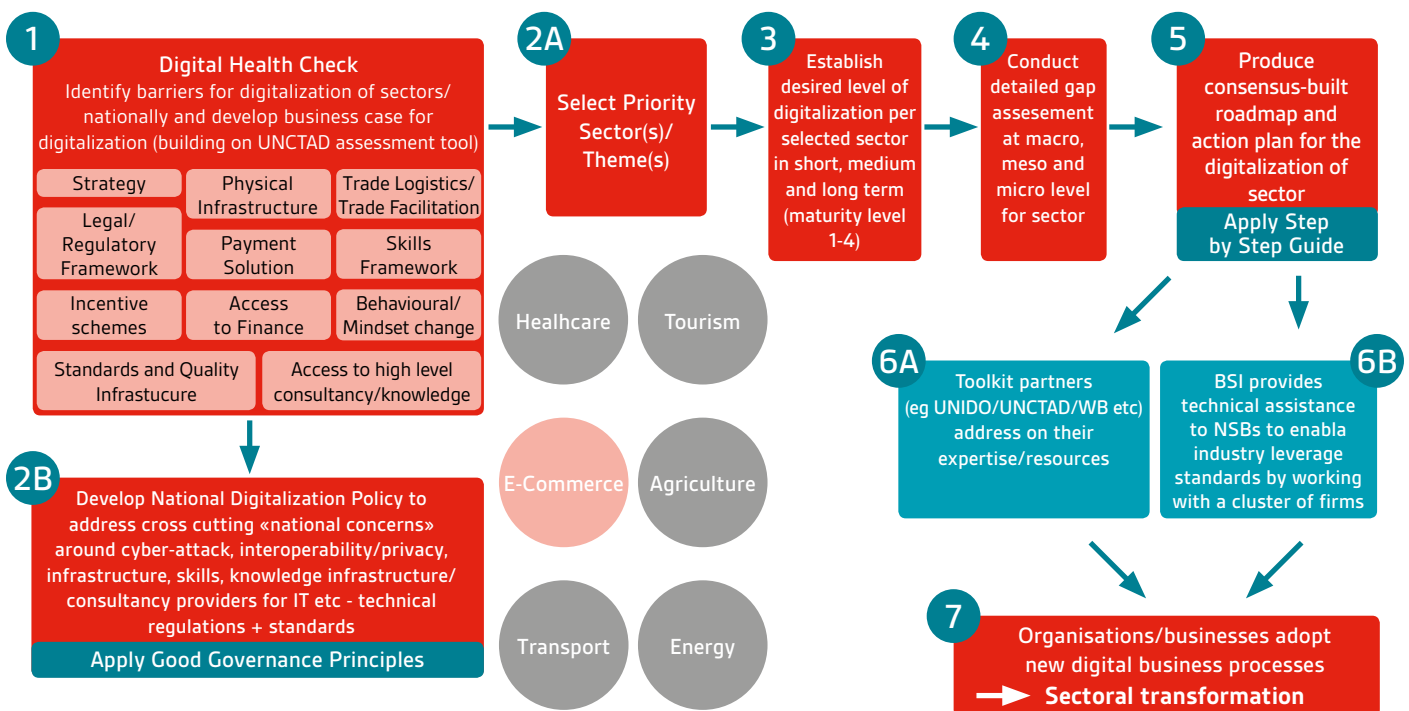 1
Digital Health Check
Identify barriers for digitalization of sectors/
nationally and develop business case for
digitalization (building on UNCTAD assessment tool)
Strategy
Physical
Infrastructure
Trade Logistics/
Trade Facilitation
Legal/
Regulatory
Framework
Payment
Solution
Skills
Framework
Incentive
schemes
Access
to Finance
Behavioural/
Mindset change
Standards and Quality
Infrastucure
Access to high level
consultancy/knowledge
2A
Select Priority
Sector(s)/
Theme(s)
3
Establish
desired level of
digitalization per
selected sector
in short, medium
and long term
(maturity level
1-4)
4
Conduct
detailed gap
assesement
at macro,
meso and
micro level
for sector
5
Produce
consensus-built
roadmap and
action plan for the
digitalization of
sector
Apply Step
by Step Guide
Healhcare
Tourism
E-Commerce
Agriculture
Transport
Energy
2B
Develop National Digitalization Policy to
address cross cutting «national concerns»
around cyber-attack, interoperability/privacy,
infrastructure, skills, knowledge infrastructure/
consultancy providers for IT etc - technical
regulations + standards
Apply Good Governance Principles
6A
Toolkit partners
(eg UNIDO/UNCTAD/WB etc)
address on their
expertise/resources
6B
BSI provides
technical assistance
to NSBs to enabla
industry leverage
standards by working
with a cluster of firms
7
Organisations/businesses adopt
new digital business processes
Sectoral transformation